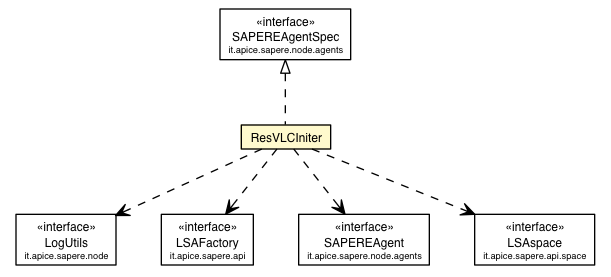 «interface»
SAPEREAgentSpec
it.apice.sapere.node.agents
ResVLCIniter
«interface»
LogUtils
it.apice.sapere.node
«interface»
LSAFactory
it.apice.sapere.api
«interface»
SAPEREAgent
it.apice.sapere.node.agents
«interface»
LSAspace
it.apice.sapere.api.space